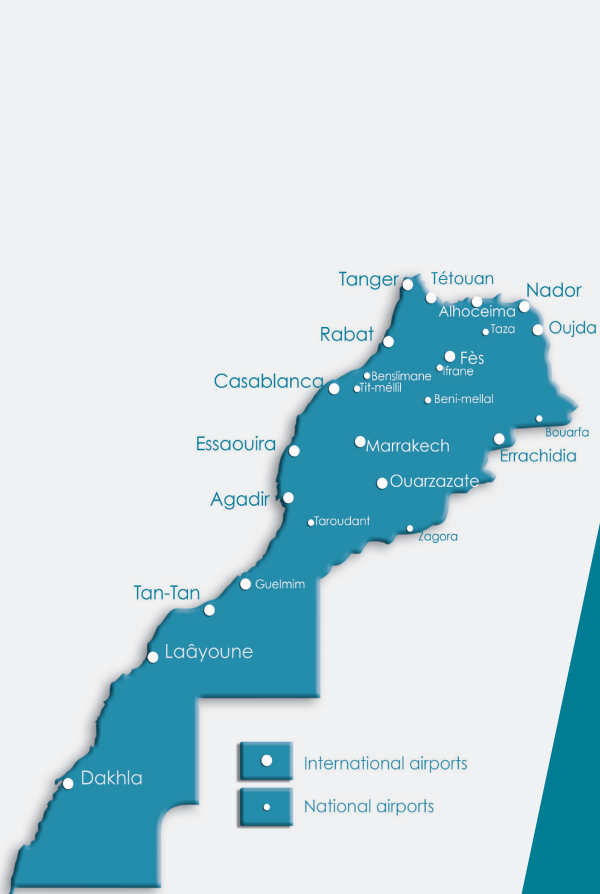 Tanger
Tétouan
Nador
Alhoceima
Oujda
Taza
Rabat
Fès
Ifrane
Benslimane
Casablanca
Tit-méllil
Beni-mellal
Bouarfa
Essaouira
Marrakech
Errachidia
Ouarzazate
Agadir
Taroudant
Zagora
Guelmim
Tan-Tan
Laâyoune
International airports
Dakhla
National airports